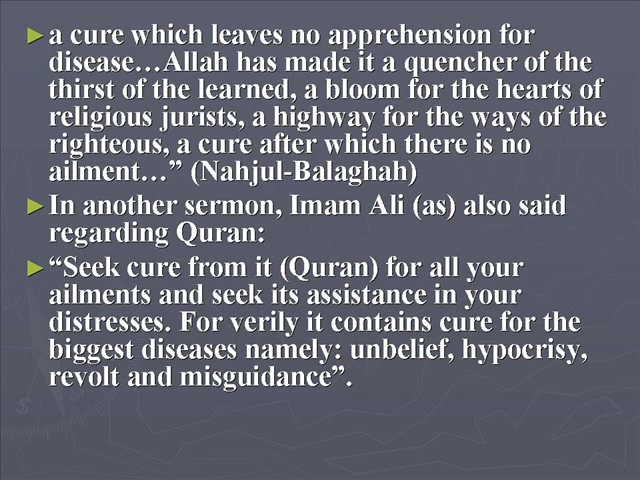 ►a cure which leaves no apprehension for
disease…Allah has made it a quencher of the
thirst of the learned, a bloom for the hearts of
religious jurists, a highway for the ways of the
righteous, a cure after which there is no
ailment…” (Nahjul-Balaghah)
►In another sermon, Imam Ali (as) also said
regarding Quran:
►“Seek cure from it (Quran) for all your
ailments and seek its assistance in your
distresses. For verily it contains cure for the
biggest diseases namely: unbelief, hypocrisy,
revolt and misguidance”.